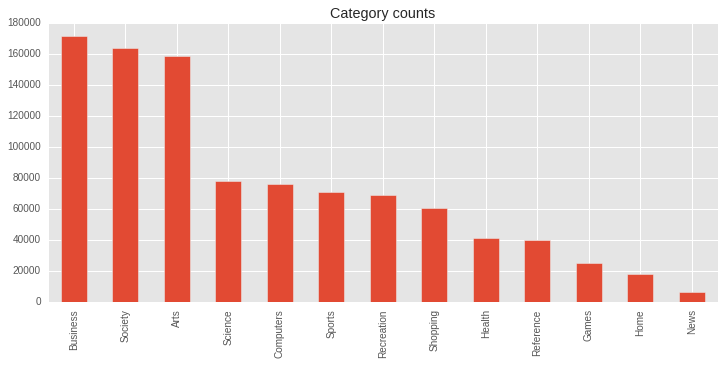 Category counts
180000
160000
140000
120000
100000
80000
60000
40000
20000
0
Business
Society
Arts
Science
Computers
Sports
Recreation
Shopping
Health
Reference
Games
Home
News